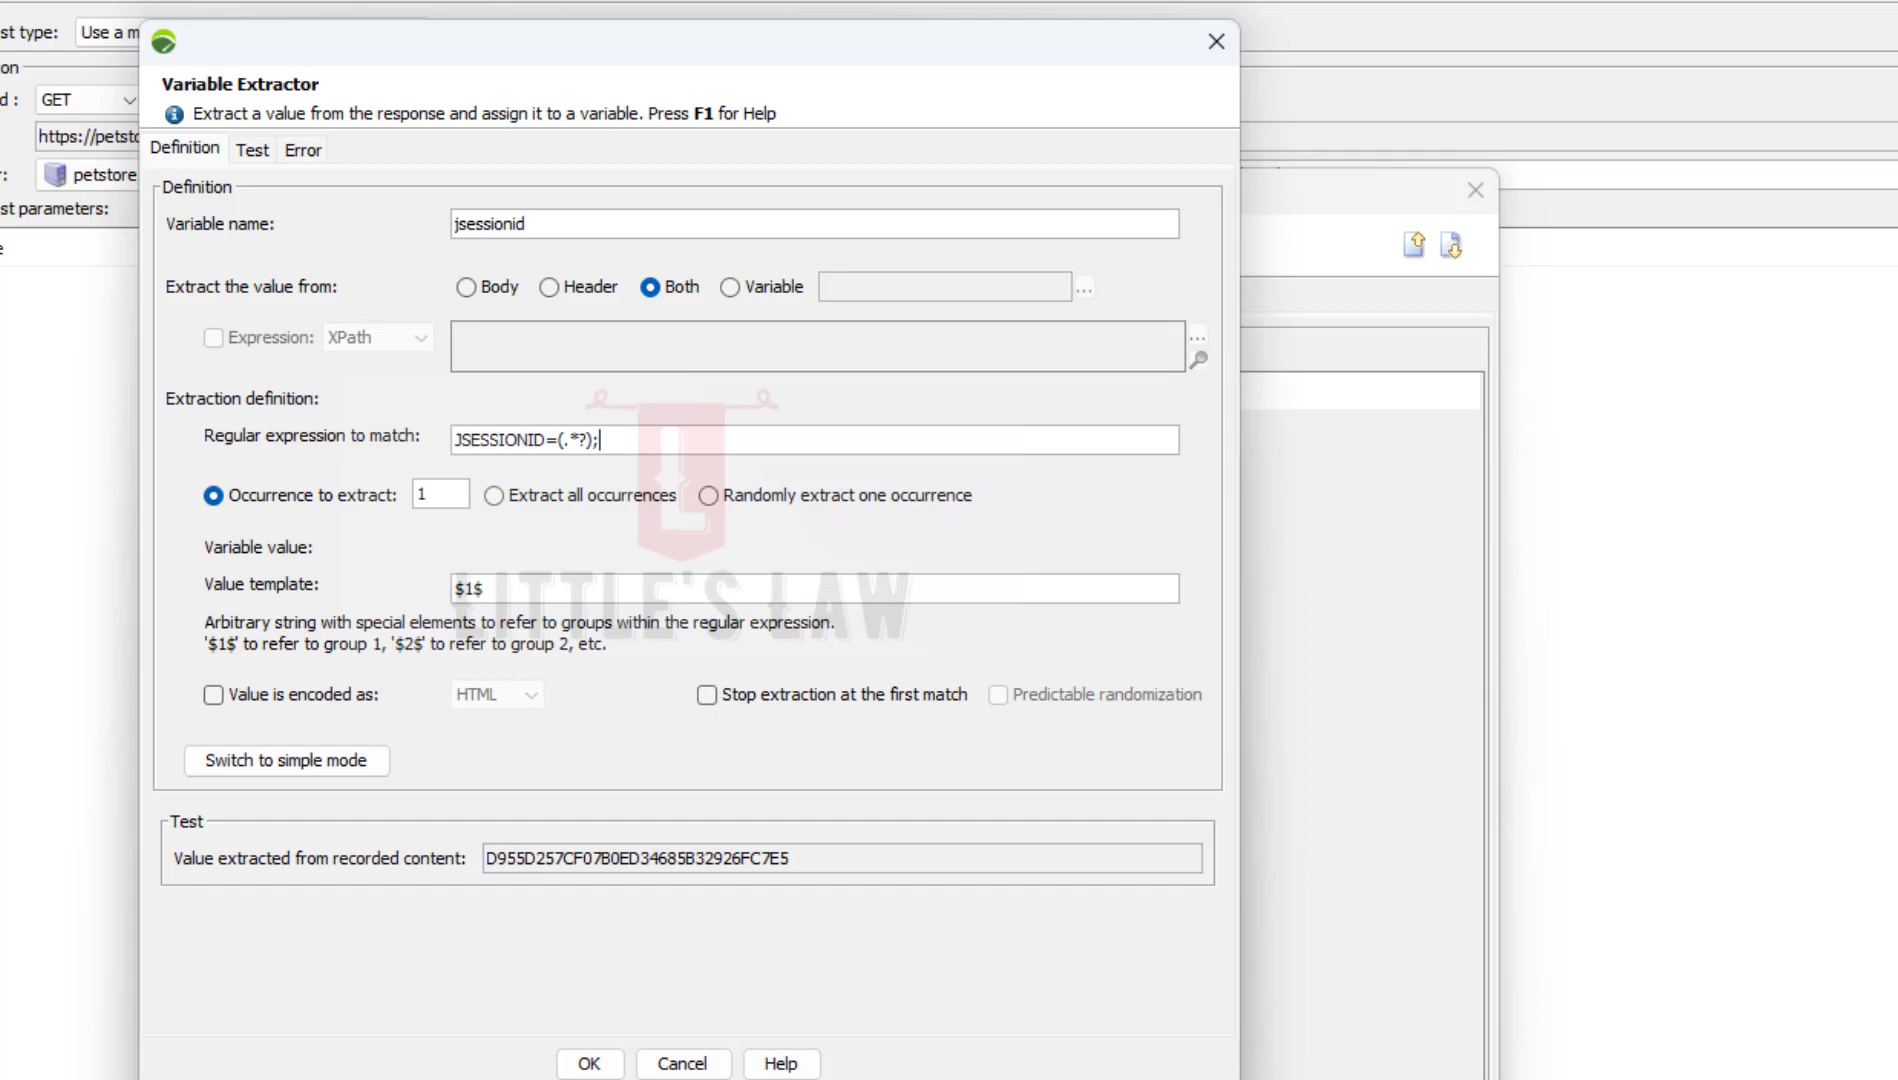 st type: Use a m
on
Variable Extractor
d : GET
Extract a value from the response and assign it to a variable. Press F1 for Help
https://petsto
Definition Test Error
r: petstore
Definition
st parameters:
Variable name: jsessionid
e
Extract the value from: Body Header Both Variable ...
Expression: XPath ...
Extraction definition:
Regular expression to match: JSESSIONID=(.*?);
Occurrence to extract: 1 Extract all occurrences Randomly extract one occurrence
L
Variable value:
Value template: $1$
LITTLE'S LAW
Arbitrary string with special elements to refer to groups within the regular expression.
'$1$' to refer to group 1, '$2$' to refer to group 2, etc.
Value is encoded as: HTML Stop extraction at the first match Predictable randomization
Switch to simple mode
Test
Value extracted from recorded content: D955D257CF07B0ED34685B32926FC7E5
OK Cancel Help